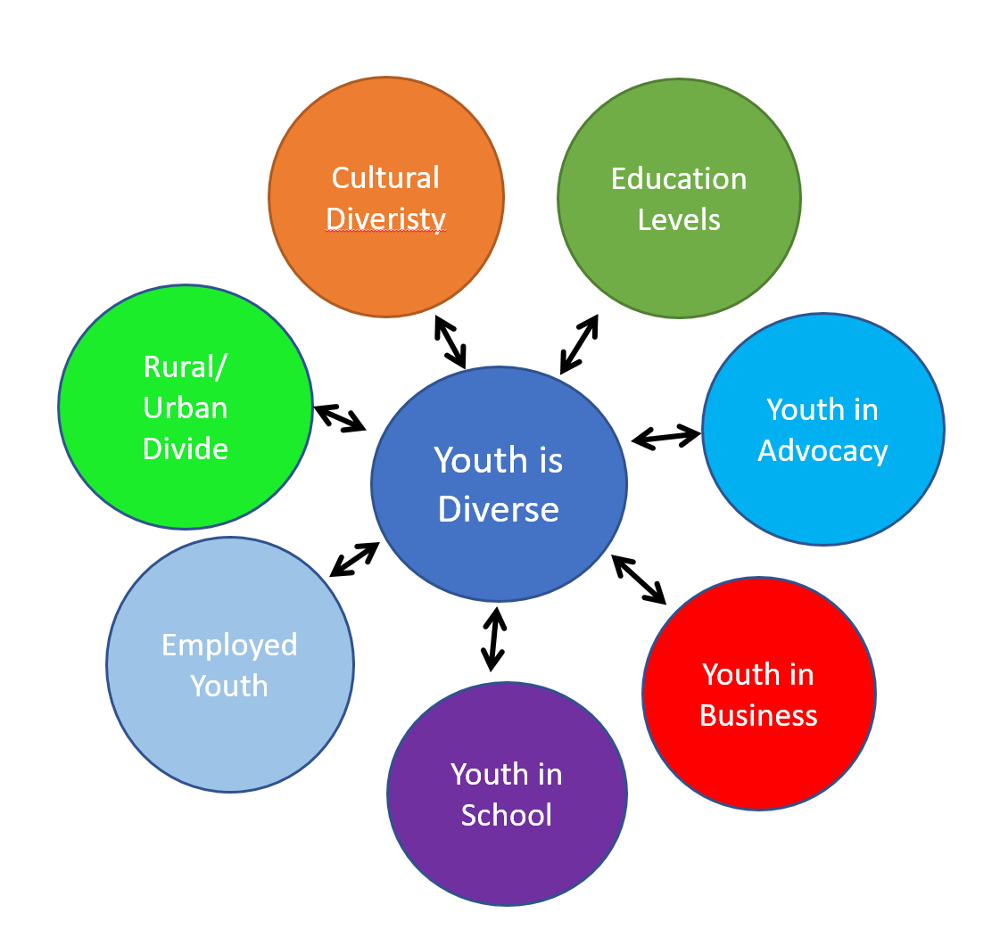 Cultural
Diveristy
Education
Levels
Rural/
Urban
Divide
Youth in
Advocacy
Youth is
Diverse
Employed
Youth
Youth in
Business
Youth in
School